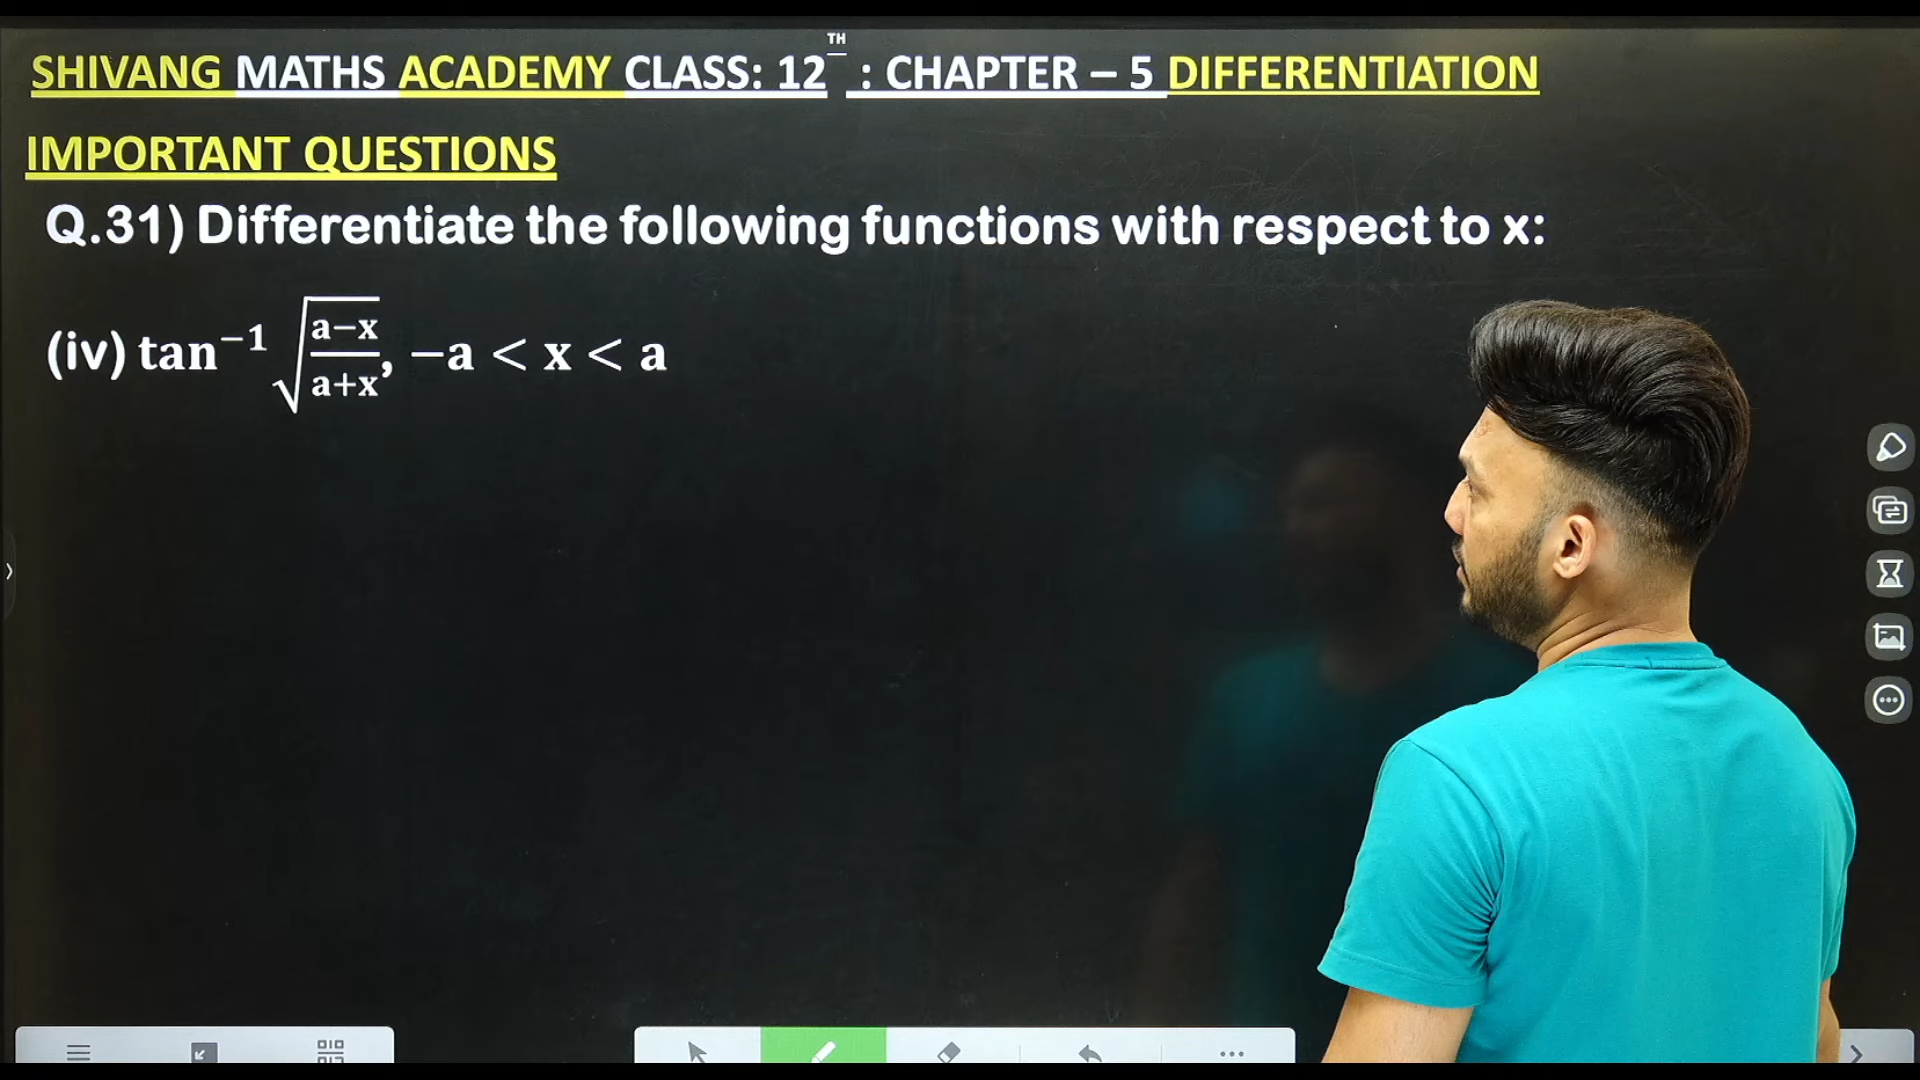 SHIVANG MATHS ACADEMY CLASS: 12TH : CHAPTER – 5 DIFFERENTIATION
IMPORTANT QUESTIONS
Q.31) Differentiate the following functions with respect to x:
(iv) tan⁻¹ √((a−x)/(a+x)), −a < x < a